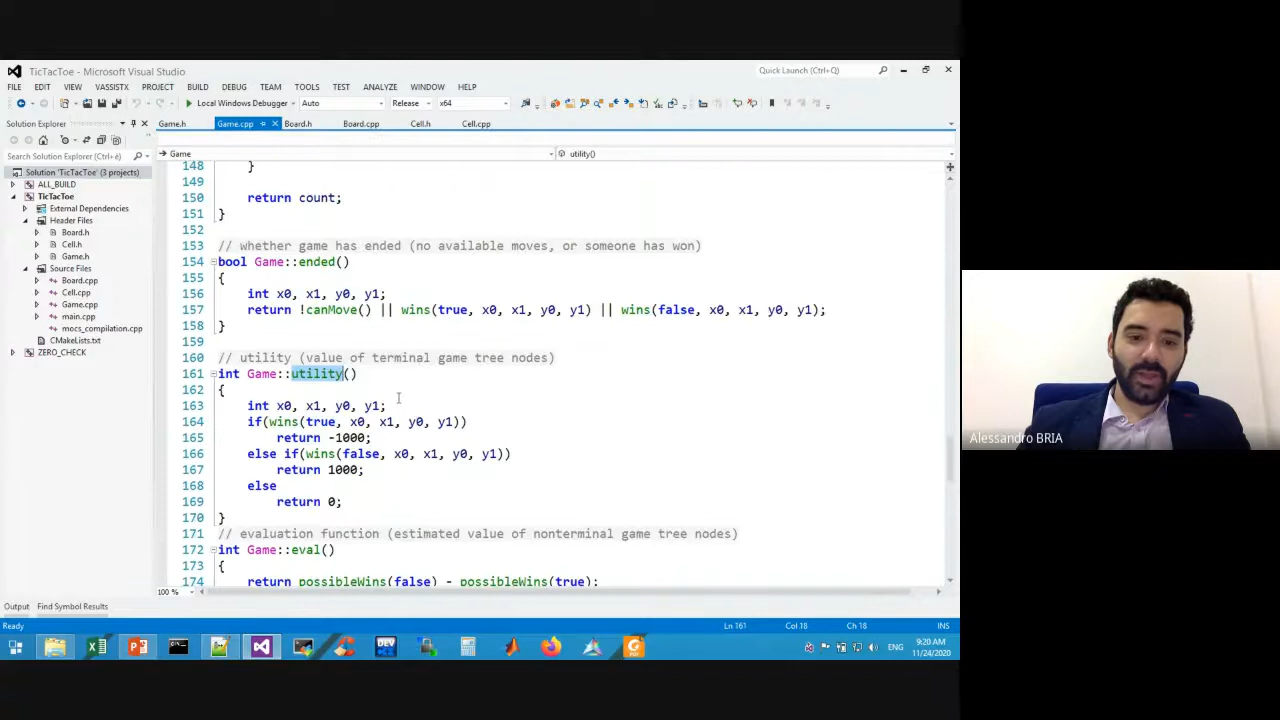 TicTacToe - Microsoft Visual Studio
Quick Launch (Ctrl+Q)
FILE EDIT VIEW VASSISTX PROJECT BUILD DEBUG TEAM TOOLS TEST ANALYZE WINDOW HELP
Local Windows Debugger Auto Release x64
Solution Explorer
Game.h Game.cpp Board.h Board.cpp Cell.h Cell.cpp
Search Solution Explorer (Ctrl+è)
Game utility()
Solution 'TicTacToe' (3 projects)
ALL_BUILD
TicTacToe
External Dependencies
Header Files
Board.h
Cell.h
Game.h
Source Files
Board.cpp
Cell.cpp
Game.cpp
main.cpp
mocs_compilation.cpp
CMakeLists.txt
ZERO_CHECK
148 }
149
150 return count;
151 }
152
153 // whether game has ended (no available moves, or someone has won)
154 bool Game::ended()
155 {
156 int x0, x1, y0, y1;
157 return !canMove() || wins(true, x0, x1, y0, y1) || wins(false, x0, x1, y0, y1);
158 }
159
160 // utility (value of terminal game tree nodes)
161 int Game::utility()
162 {
163 int x0, x1, y0, y1;
164 if(wins(true, x0, x1, y0, y1))
165 return -1000;
166 else if(wins(false, x0, x1, y0, y1))
167 return 1000;
168 else
169 return 0;
170 }
171 // evaluation function (estimated value of nonterminal game tree nodes)
172 int Game::eval()
173 {
174 return possibleWins(false) - possibleWins(true);
100 %
Output Find Symbol Results
Ready Ln 161 Col 18 Ch 18 INS
DEV
PDF
ENG
9:20 AM
11/24/2020
Alessandro BRIA